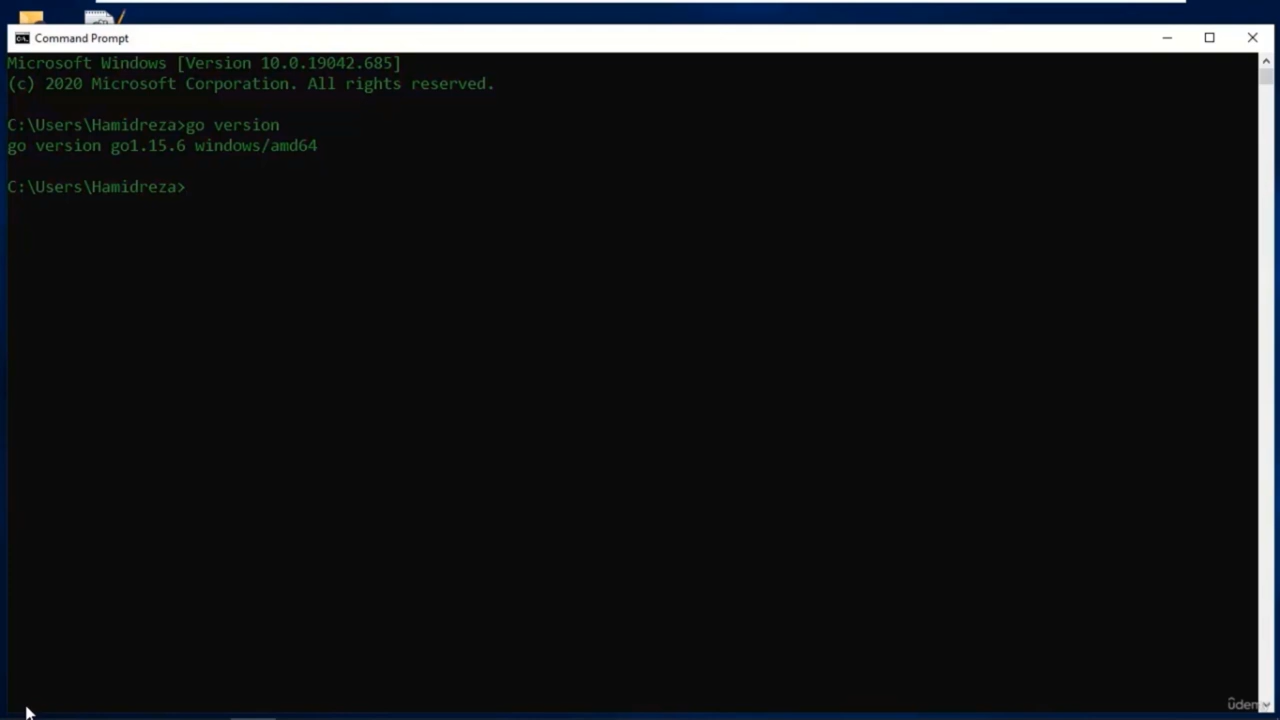 Command Prompt
Microsoft Windows [Version 10.0.19042.685]
(c) 2020 Microsoft Corporation. All rights reserved.
C:\Users\Hamidreza>go version
go version go1.15.6 windows/amd64
C:\Users\Hamidreza>